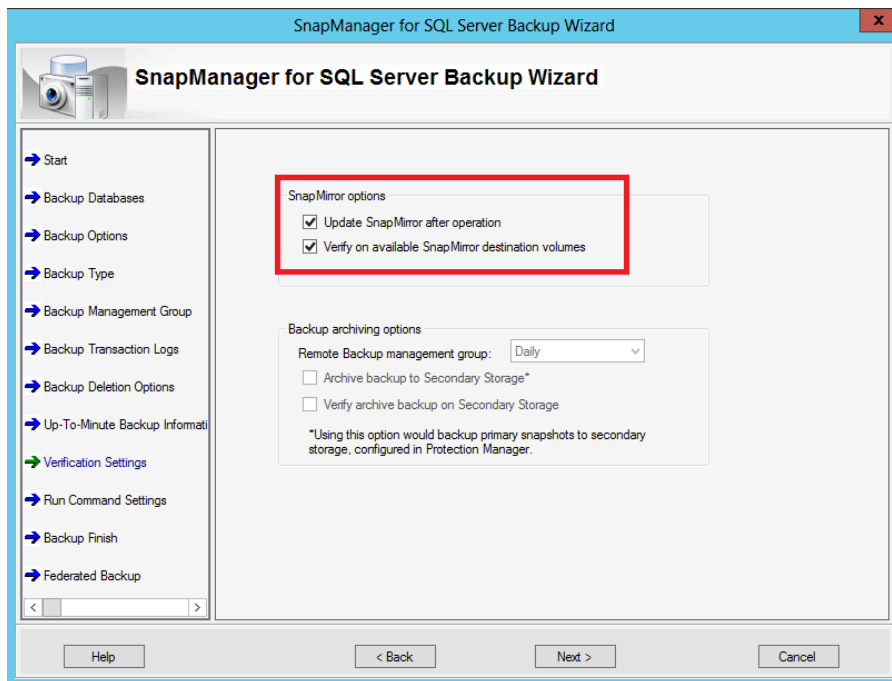 SnapManager for SQL Server Backup Wizard
x
SnapManager for SQL Server Backup Wizard
Start
Backup Databases
Backup Options
Backup Type
Backup Management Group
Backup Transaction Logs
Backup Deletion Options
Up-To-Minute Backup Informati
Verification Settings
Run Command Settings
Backup Finish
Federated Backup
SnapMirror options
Update SnapMirror after operation
Verify on available SnapMirror destination volumes
Backup archiving options
Remote Backup management group: Daily
Archive backup to Secondary Storage*
Verify archive backup on Secondary Storage
*Using this option would backup primary snapshots to secondary
storage, configured in Protection Manager.
< >
Help
< Back
Next >
Cancel